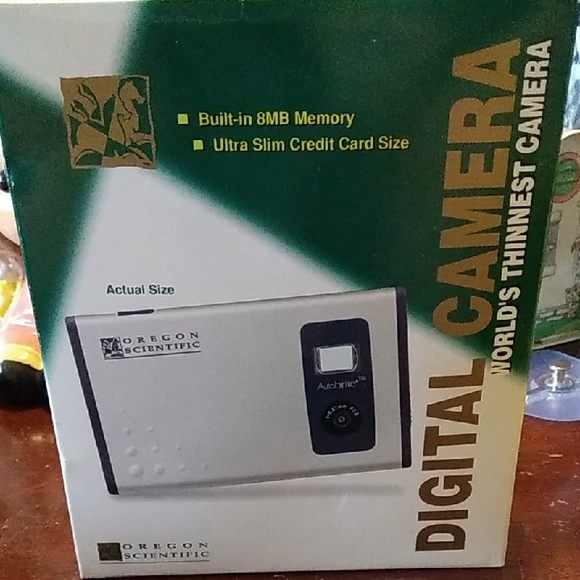 Built-in 8MB Memory
Ultra Slim Credit Card Size
DIGITAL CAMERA
WORLD'S THINNEST CAMERA
Actual Size
OREGON
SCIENTIFIC
Autobrite™
OREGON
SCIENTIFIC